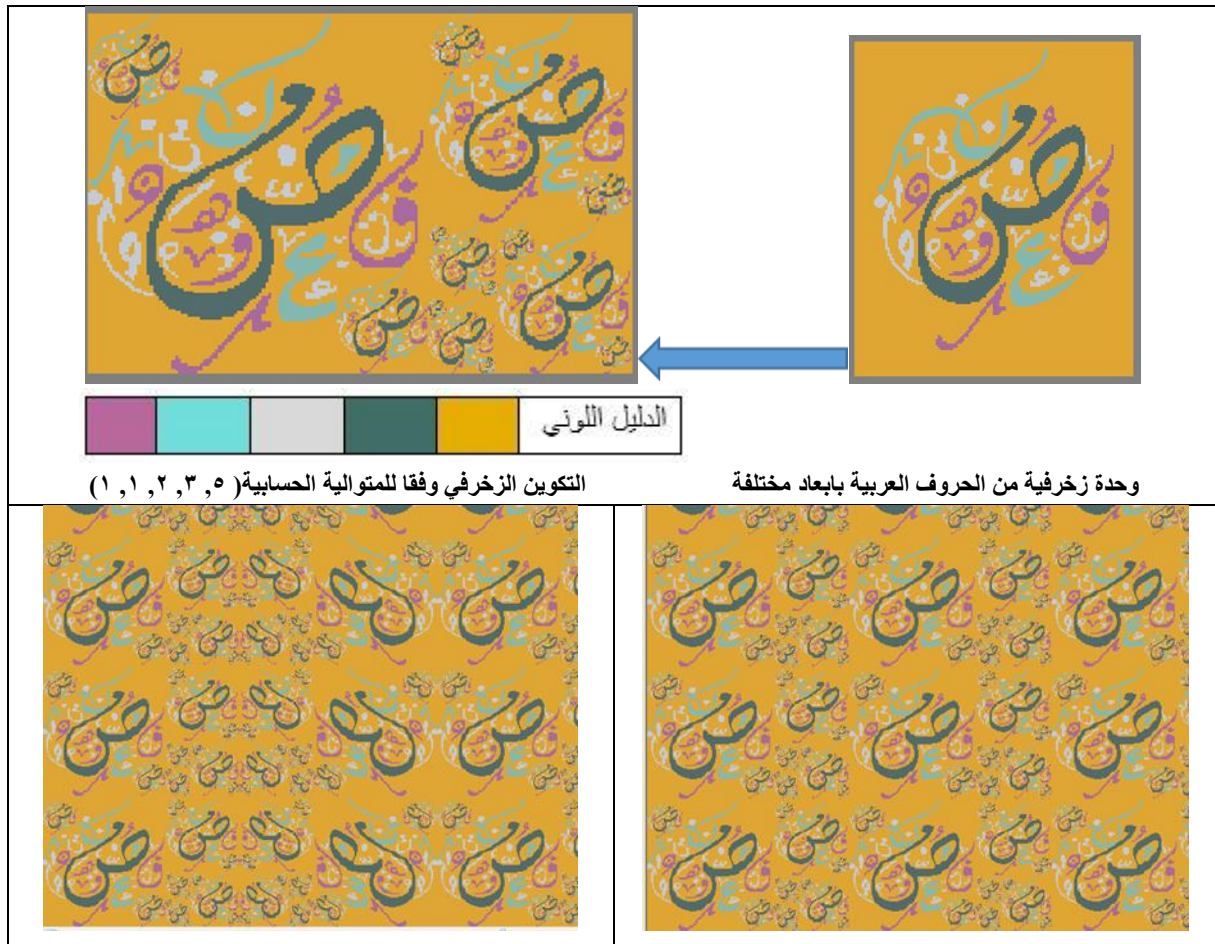 الدليل اللوني
وحدة زخرفية من الحروف العربية بابعاد مختلفة
التكوين الزخرفي وفقا للمتوالية الحسابية( ٥, ٣, ٢, ١, ١)